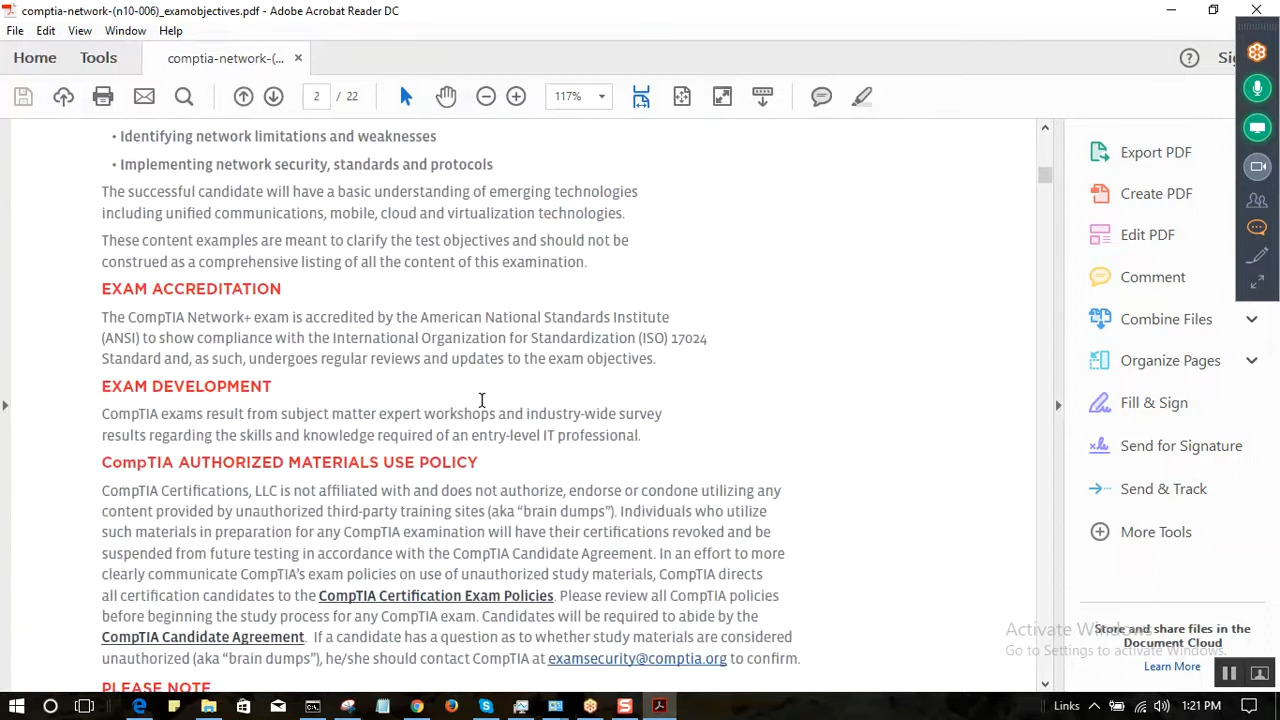 comptia-network-(n10-006)_examobjectives.pdf - Adobe Acrobat Reader DC
File Edit View Window Help
Home Tools comptia-network-(... ×
2 / 22 117%
• Identifying network limitations and weaknesses
• Implementing network security, standards and protocols
The successful candidate will have a basic understanding of emerging technologies
including unified communications, mobile, cloud and virtualization technologies.
These content examples are meant to clarify the test objectives and should not be
construed as a comprehensive listing of all the content of this examination.
EXAM ACCREDITATION
The CompTIA Network+ exam is accredited by the American National Standards Institute
(ANSI) to show compliance with the International Organization for Standardization (ISO) 17024
Standard and, as such, undergoes regular reviews and updates to the exam objectives.
EXAM DEVELOPMENT
CompTIA exams result from subject matter expert workshops and industry-wide survey
results regarding the skills and knowledge required of an entry-level IT professional.
CompTIA AUTHORIZED MATERIALS USE POLICY
CompTIA Certifications, LLC is not affiliated with and does not authorize, endorse or condone utilizing any
content provided by unauthorized third-party training sites (aka “brain dumps”). Individuals who utilize
such materials in preparation for any CompTIA examination will have their certifications revoked and be
suspended from future testing in accordance with the CompTIA Candidate Agreement. In an effort to more
clearly communicate CompTIA’s exam policies on use of unauthorized study materials, CompTIA directs
all certification candidates to the CompTIA Certification Exam Policies. Please review all CompTIA policies
before beginning the study process for any CompTIA exam. Candidates will be required to abide by the
CompTIA Candidate Agreement. If a candidate has a question as to whether study materials are considered
unauthorized (aka “brain dumps”), he/she should contact CompTIA at examsecurity@comptia.org to confirm.
PLEASE NOTE
Export PDF
Create PDF
Edit PDF
Comment
Combine Files
Organize Pages
Fill & Sign
Send for Signature
Send & Track
More Tools
Store and share files in the
Document Cloud
Learn More
Activate Windows
Go to Settings to activate Windows.
Links 1:21 PM